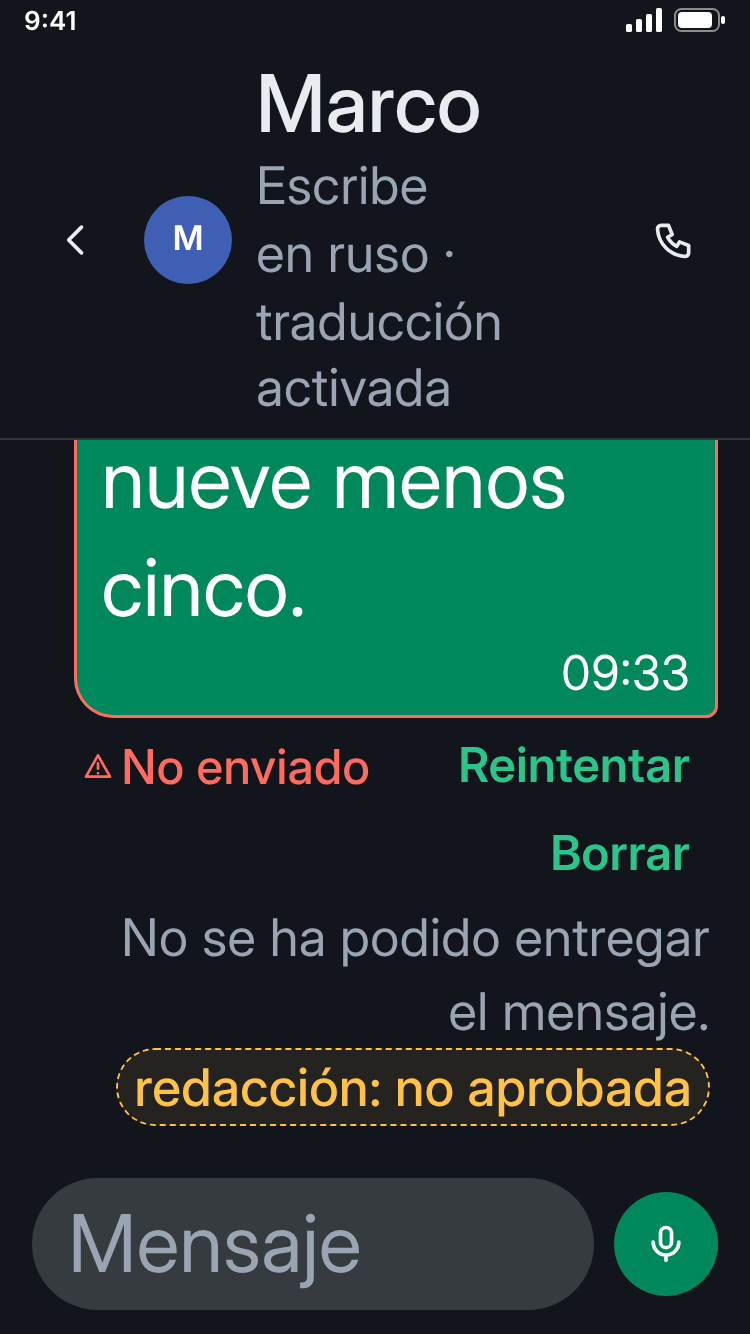 9:41
Marco
M
Escribe
en ruso ·
traducción
activada
nueve menos
cinco.
09:33
No enviado
Reintentar
Borrar
No se ha podido entregar
el mensaje.
redacción: no aprobada
Mensaje